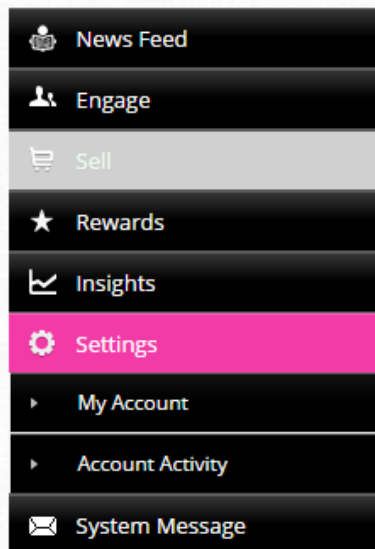 News Feed
Engage
Sell
Rewards
Insights
Settings
My Account
Account Activity
System Message